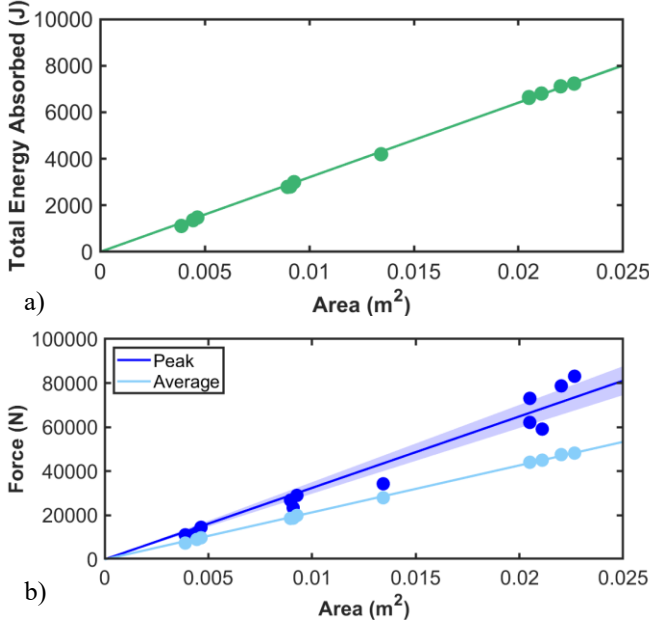 10000
8000
6000
4000
2000
0
Total Energy Absorbed (J)
0 0.005 0.01 0.015 0.02 0.025
Area (m²)
a)
100000
80000
60000
40000
20000
0
Force (N)
Peak
Average
0 0.005 0.01 0.015 0.02 0.025
Area (m²)
b)